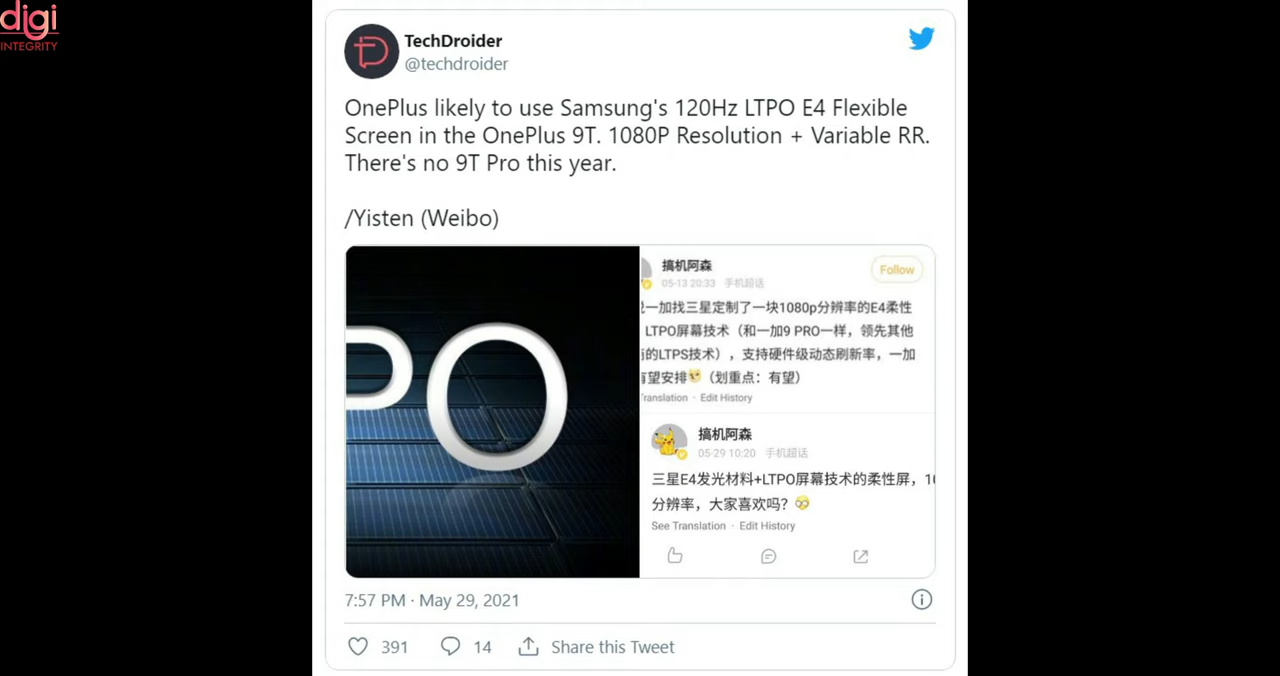 digi
INTEGRITY
TechDroider
@techdroider
OnePlus likely to use Samsung's 120Hz LTPO E4 Flexible
Screen in the OnePlus 9T. 1080P Resolution + Variable RR.
There's no 9T Pro this year.
/Yisten (Weibo)
PO
搞机阿森
05-13 20:33 手机超话
Follow
一加找三星定制了一块1080p分辨率的E4柔性
LTPO屏幕技术（和一加9 PRO一样，领先其他
的LTPS技术），支持硬件级动态刷新率，一加
有望安排（划重点：有望）
Translation · Edit History
搞机阿森
05-29 10:20 手机超话
三星E4发光材料+LTPO屏幕技术的柔性屏，
分辨率，大家喜欢吗？
See Translation · Edit History
7:57 PM · May 29, 2021
391 14 Share this Tweet